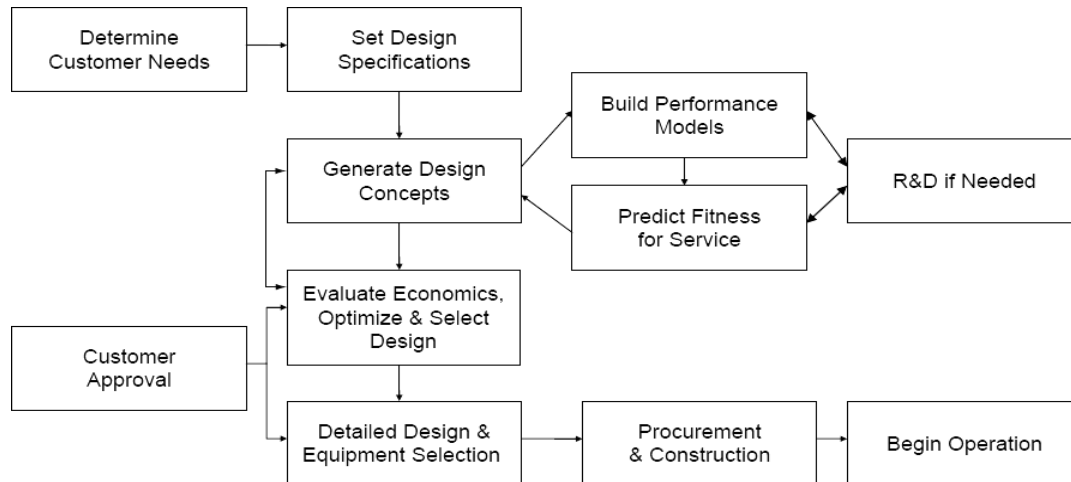 Determine
Customer Needs
Set Design
Specifications
Build Performance
Models
Generate Design
Concepts
R&D if Needed
Predict Fitness
for Service
Evaluate Economics,
Optimize & Select
Design
Customer
Approval
Detailed Design &
Equipment Selection
Procurement
& Construction
Begin Operation